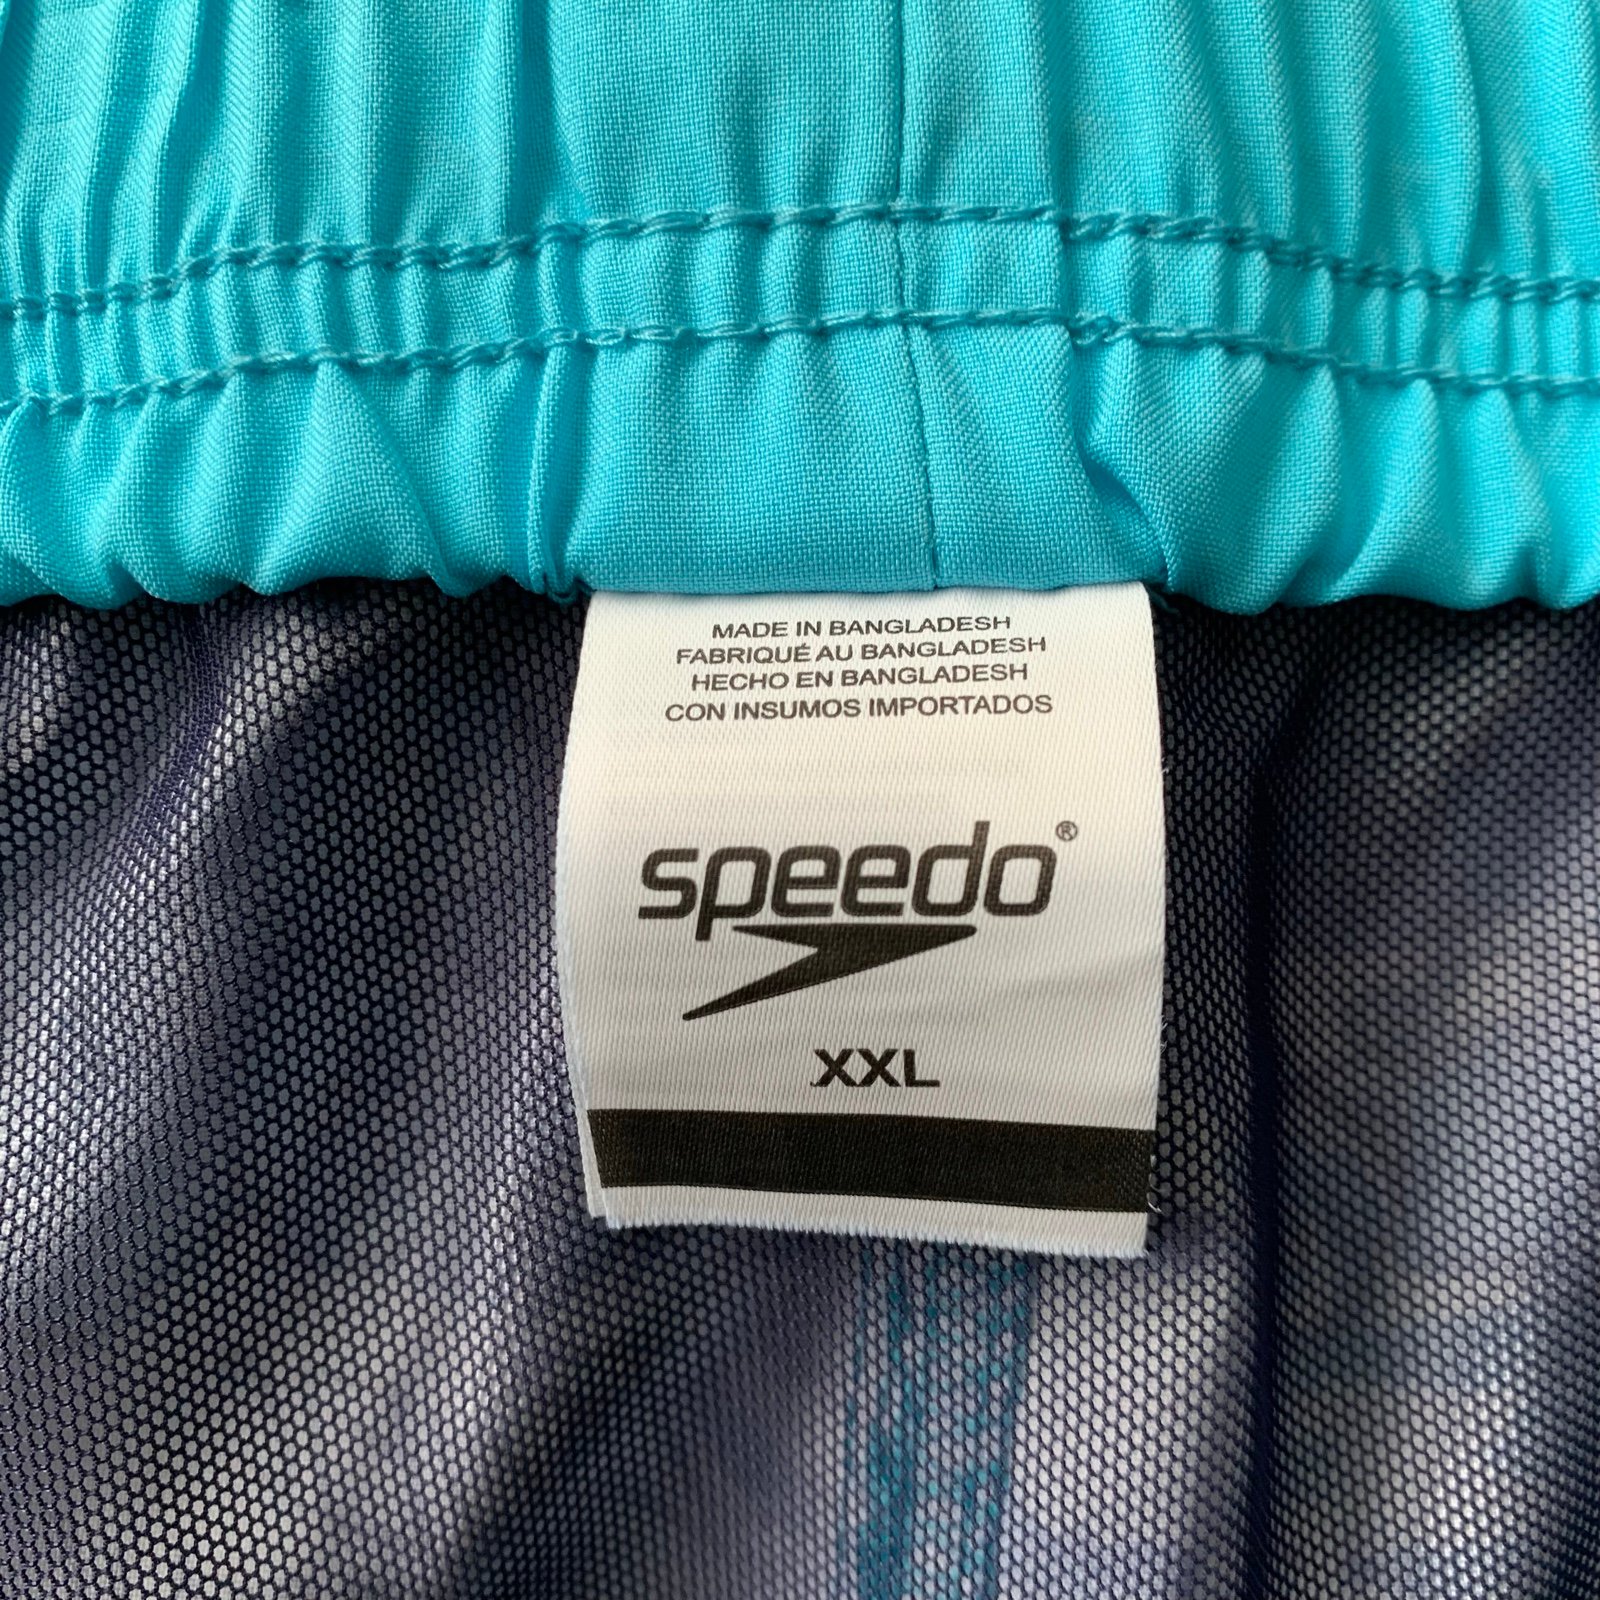 MADE IN BANGLADESH
FABRIQUÉ AU BANGLADESH
HECHO EN BANGLADESH
CON INSUMOS IMPORTADOS
speedo®
XXL